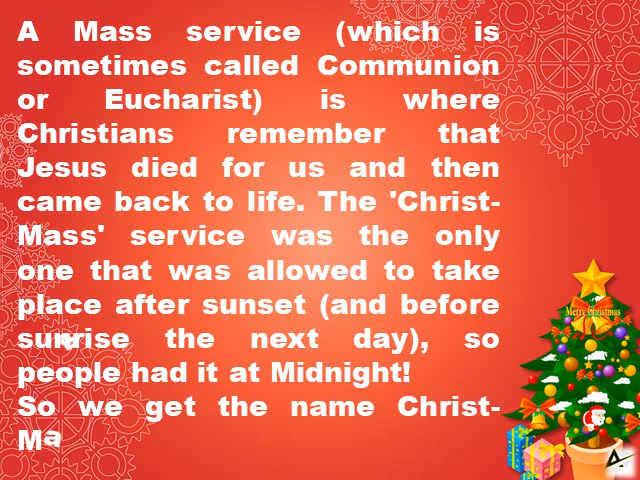 A Mass service (which is
sometimes called Communion
or Eucharist) is where
Christians remember that
Jesus died for us and then
came back to life. The 'Christ-
Mass' service was the only
one that was allowed to take
place after sunset (and before
sunrise the next day), so
people had it at Midnight!
So we get the name Christ-
Ma
Merry Christmas